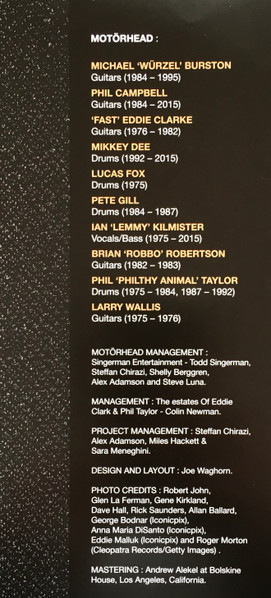 MOTÖRHEAD :
MICHAEL ‘WÜRZEL’ BURSTON
Guitars (1984 – 1995)
PHIL CAMPBELL
Guitars (1984 – 2015)
‘FAST’ EDDIE CLARKE
Guitars (1976 – 1982)
MIKKEY DEE
Drums (1992 – 2015)
LUCAS FOX
Drums (1975)
PETE GILL
Drums (1984 – 1987)
IAN ‘LEMMY’ KILMISTER
Vocals/Bass (1975 – 2015)
BRIAN ‘ROBBO’ ROBERTSON
Guitars (1982 – 1983)
PHIL ‘PHILTHY ANIMAL’ TAYLOR
Drums (1975 – 1984, 1987 – 1992)
LARRY WALLIS
Guitars (1975 – 1976)
MOTÖRHEAD MANAGEMENT :
Singerman Entertainment - Todd Singerman,
Steffan Chirazi, Shelly Berggren,
Alex Adamson and Steve Luna.
MANAGEMENT : The estates Of Eddie
Clark & Phil Taylor - Colin Newman.
PROJECT MANAGEMENT : Steffan Chirazi,
Alex Adamson, Miles Hackett &
Sara Meneghini.
DESIGN AND LAYOUT : Joe Waghorn.
PHOTO CREDITS : Robert John,
Glen La Ferman, Gene Kirkland,
Dave Hall, Rick Saunders, Allan Ballard,
George Bodnar (Iconicpix),
Anna Maria DiSanto (Iconicpix),
Eddie Malluk (Iconicpix) and Roger Morton
(Cleopatra Records/Getty Images) .
MASTERING : Andrew Alekel at Bolskine
House, Los Angeles, California.